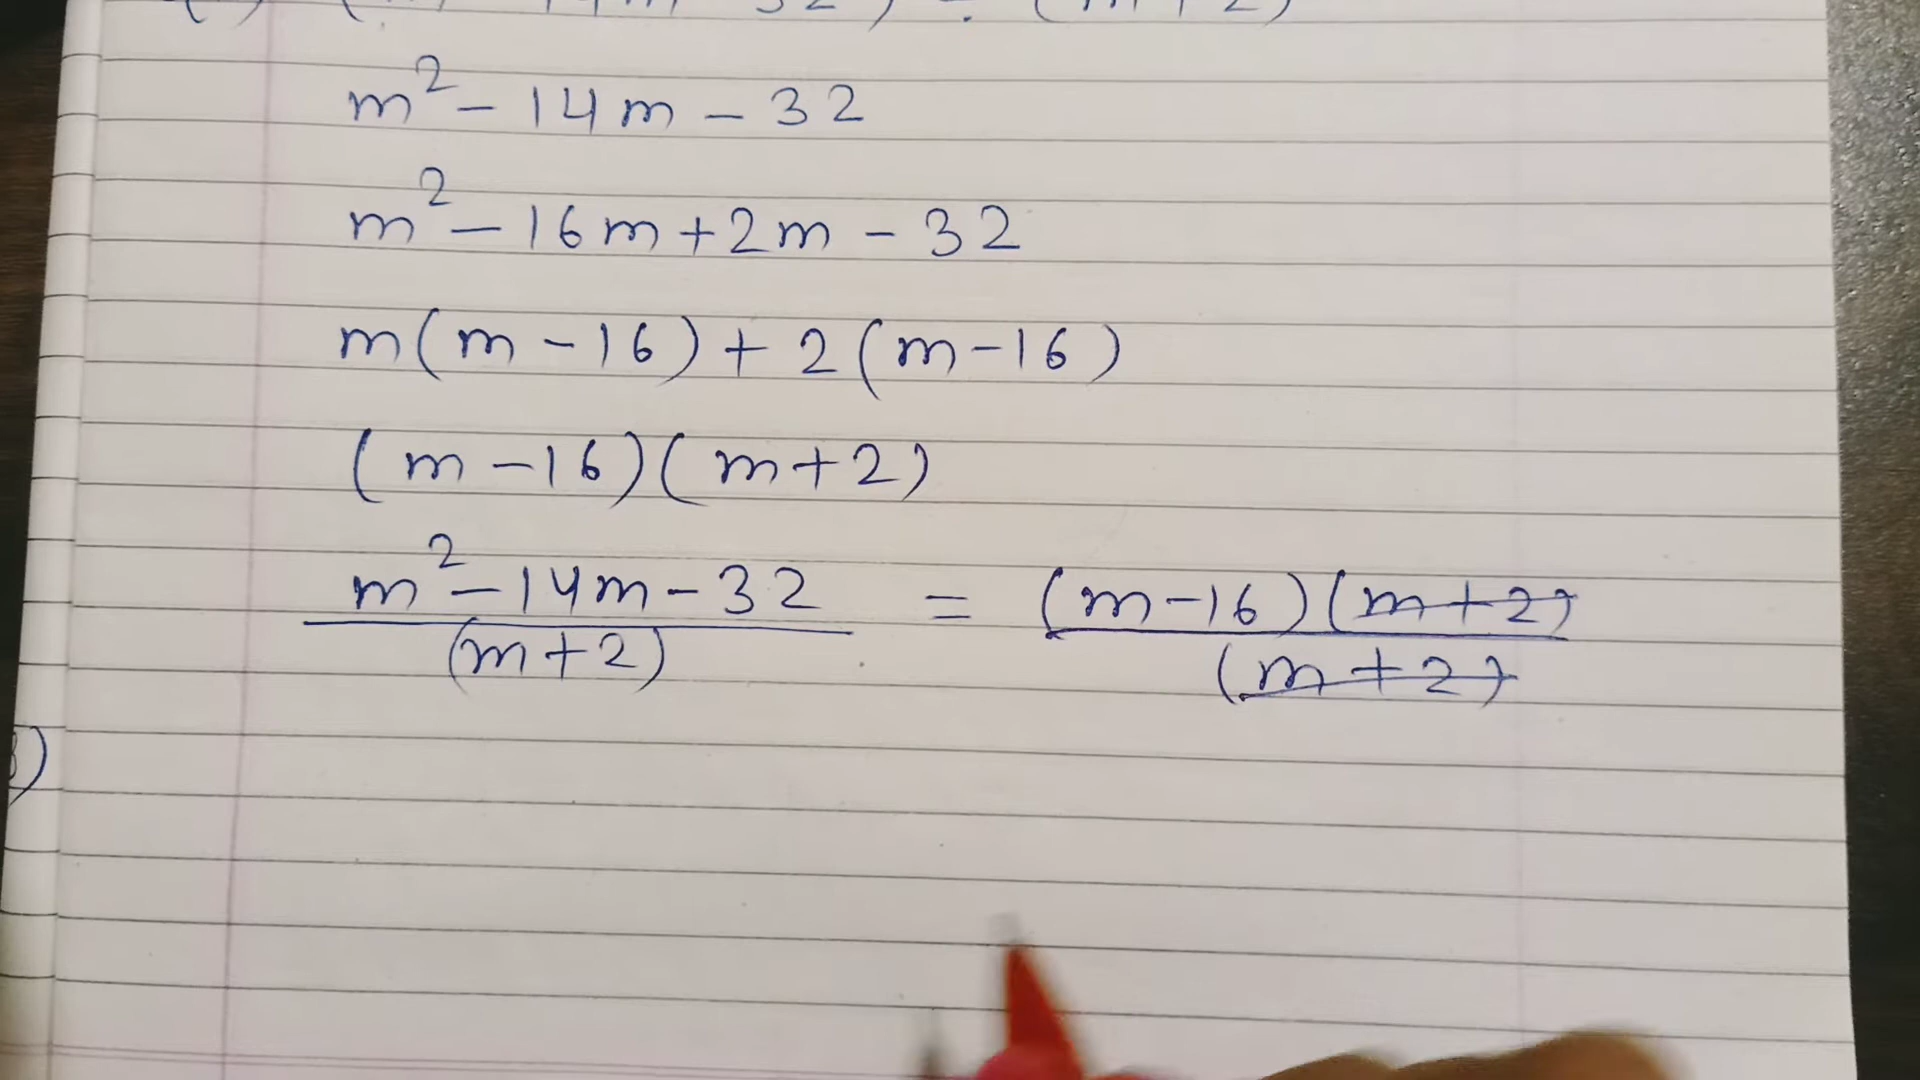 m² - 14m - 32
m² - 16m + 2m - 32
m(m - 16) + 2(m - 16)
(m - 16)(m + 2)
m² - 14m - 32 / (m + 2) = (m - 16)(m + 2) / (m + 2)